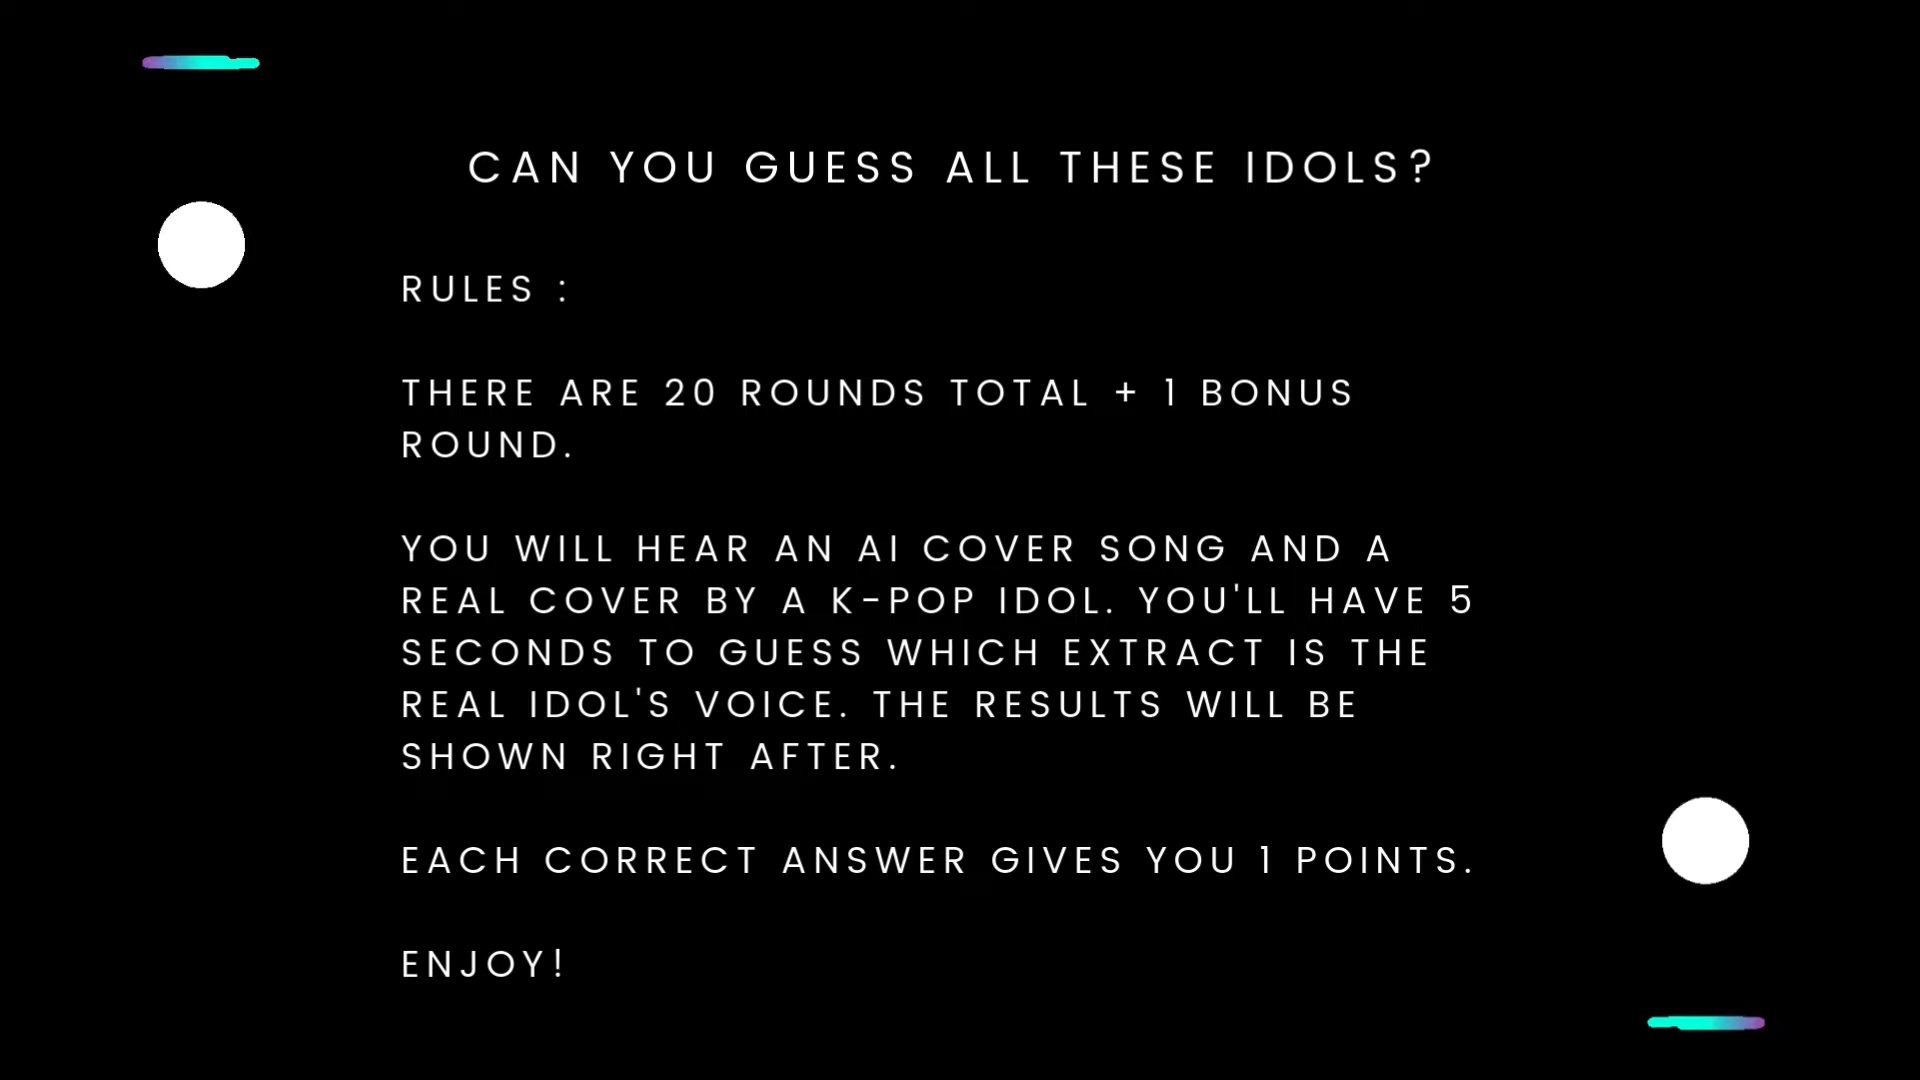 CAN YOU GUESS ALL THESE IDOLS?
RULES :
THERE ARE 20 ROUNDS TOTAL + 1 BONUS
ROUND.
YOU WILL HEAR AN AI COVER SONG AND A
REAL COVER BY A K-POP IDOL. YOU'LL HAVE 5
SECONDS TO GUESS WHICH EXTRACT IS THE
REAL IDOL'S VOICE. THE RESULTS WILL BE
SHOWN RIGHT AFTER.
EACH CORRECT ANSWER GIVES YOU 1 POINTS.
ENJOY!